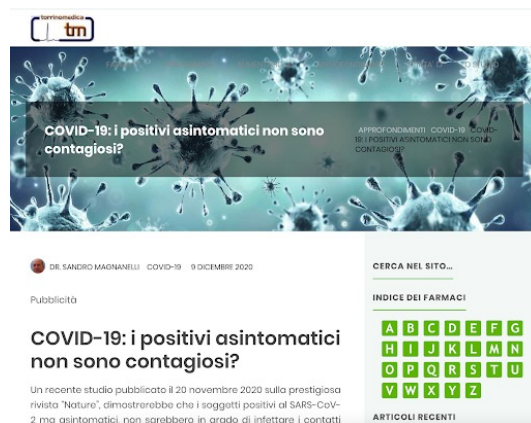 torrinomedica
tm
COVID-19: i positivi asintomatici non sono
contagiosi?
APPROFONDIMENTI COVID-19 COVID-
19: I POSITIVI ASINTOMATICI NON SONO
CONTAGIOSI?
DR. SANDRO MAGNANELLI COVID-19 9 DICEMBRE 2020
Pubblicità
COVID-19: i positivi asintomatici
non sono contagiosi?
Un recente studio pubblicato il 20 novembre 2020 sulla prestigiosa
rivista "Nature", dimostrerebbe che i soggetti positivi al SARS-CoV-
2 ma asintomatici, non sarebbero in grado di infettare i contatti
CERCA NEL SITO...
INDICE DEI FARMACI
A B C D E F G
H I J K L M N
O P Q R S T U
V W X Y Z
ARTICOLI RECENTI